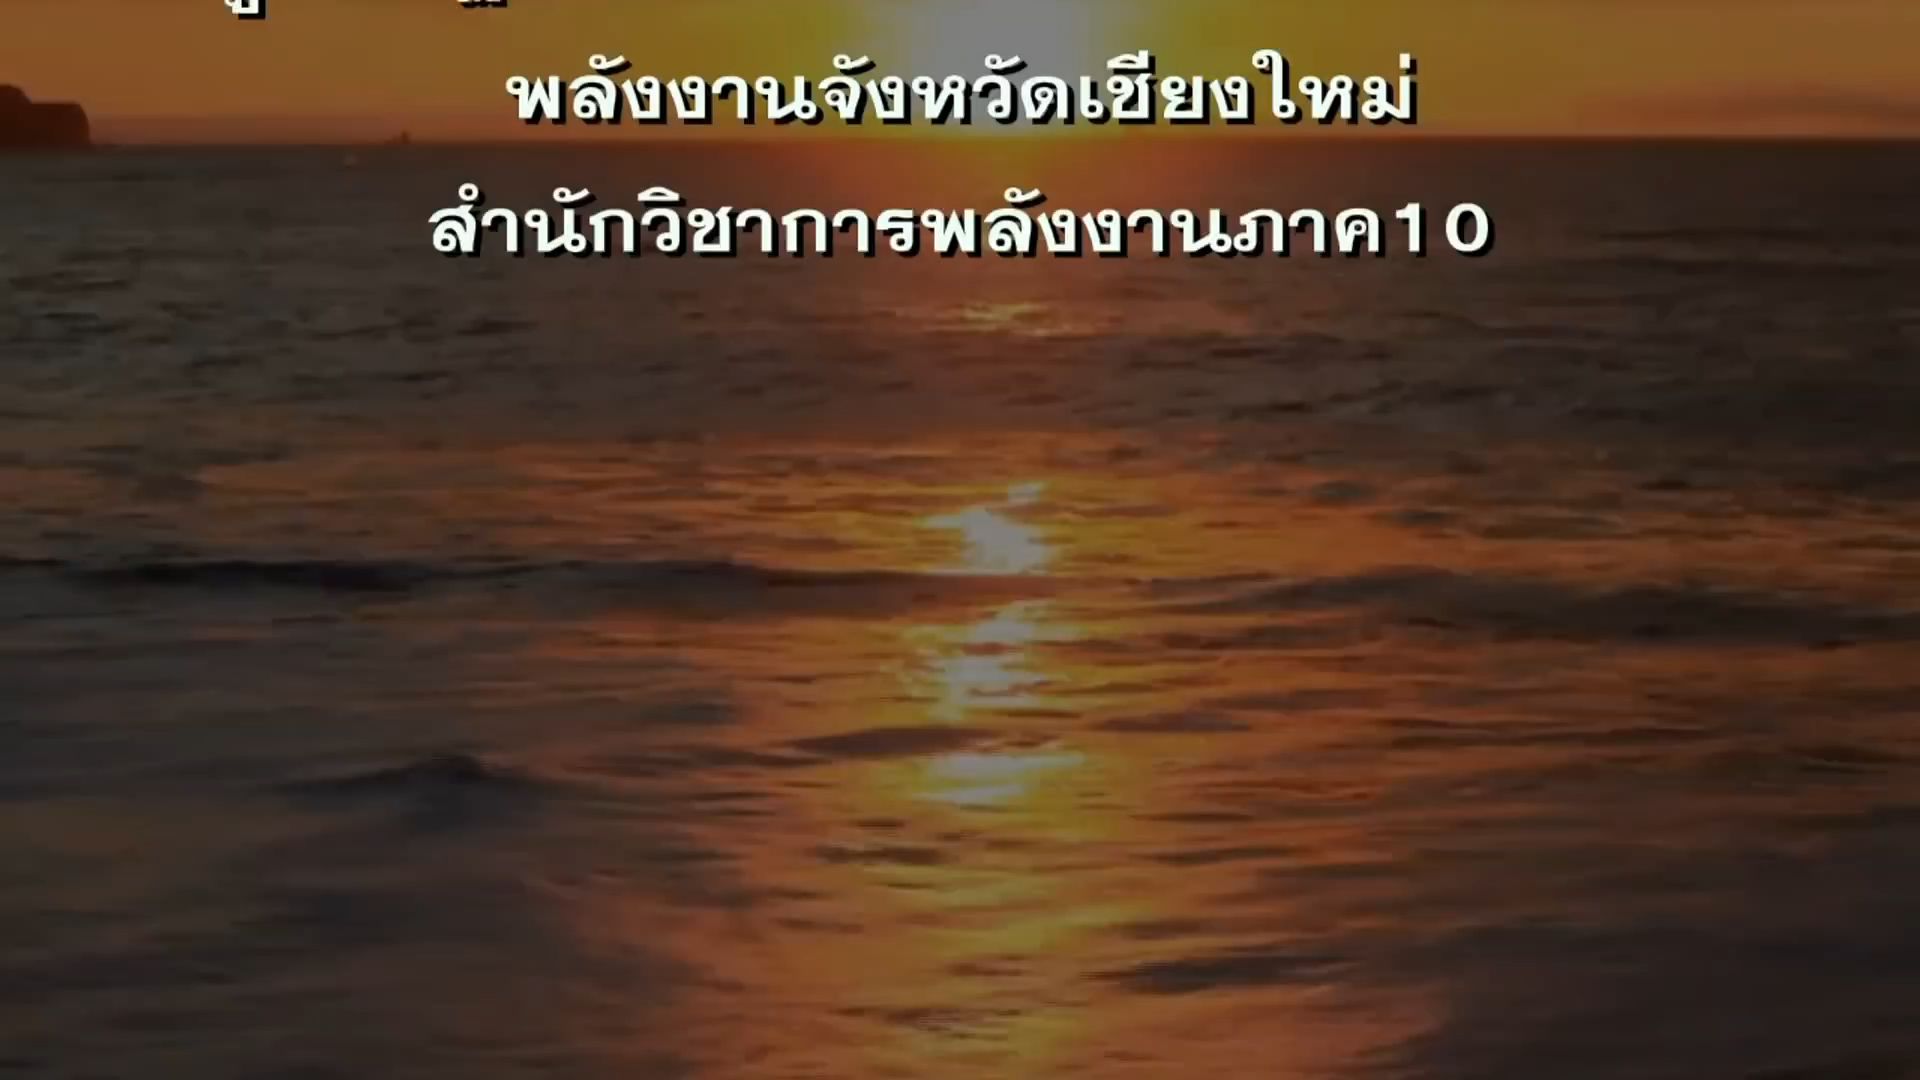 พลังงานจังหวัดเชียงใหม่
สำนักวิชาการพลังงานภาค10